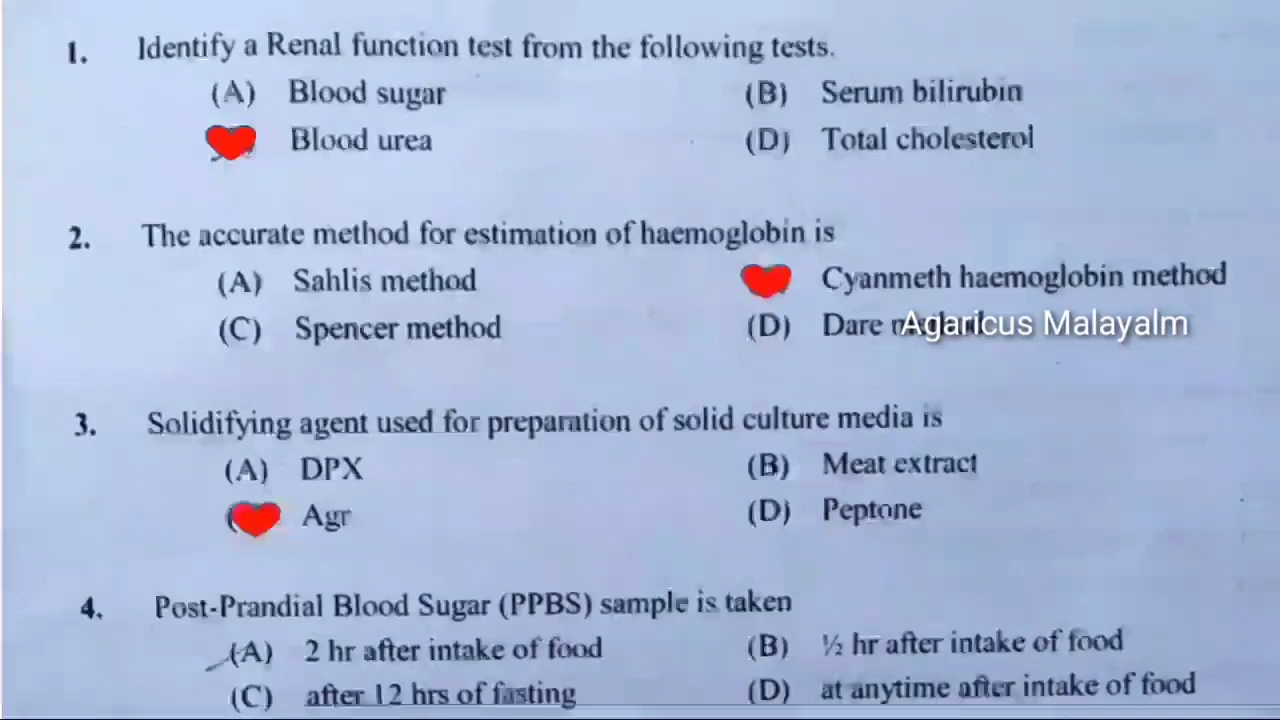 1. Identify a Renal function test from the following tests.
(A) Blood sugar (B) Serum bilirubin
Blood urea (D) Total cholesterol
2. The accurate method for estimation of haemoglobin is
(A) Sahlis method Cyanmeth haemoglobin method
(C) Spencer method (D) Dare
Agaricus Malayalm
3. Solidifying agent used for preparation of solid culture media is
(A) DPX (B) Meat extract
Agr (D) Peptone
4. Post-Prandial Blood Sugar (PPBS) sample is taken
(A) 2 hr after intake of food (B) ½ hr after intake of food
(C) after 12 hrs of fasting (D) at anytime after intake of food